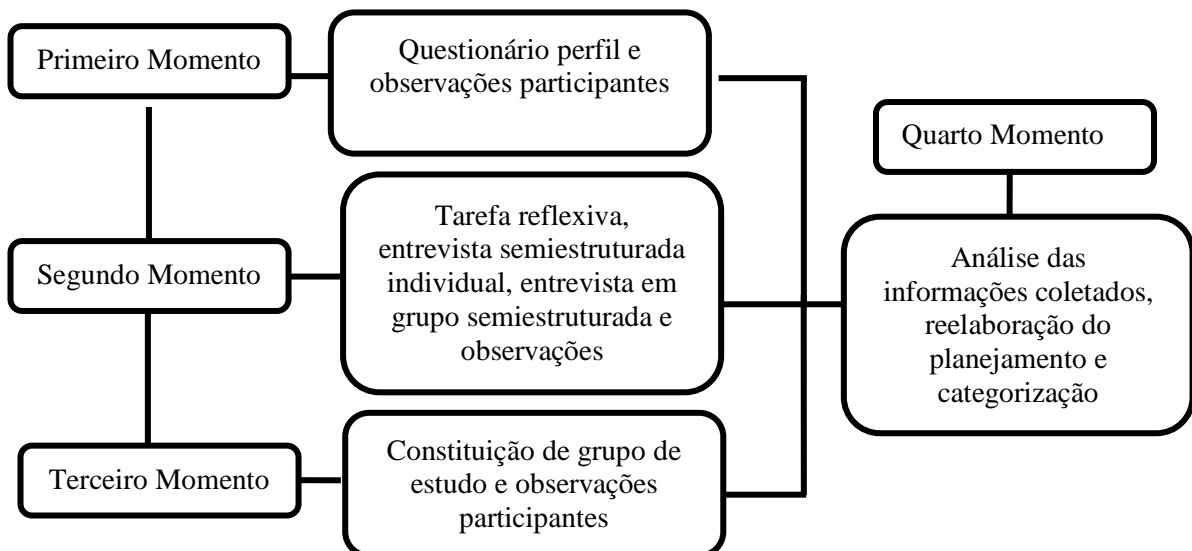 Primeiro Momento
Questionário perfil e
observações participantes
Segundo Momento
Tarefa reflexiva,
entrevista semiestruturada
individual, entrevista em
grupo semiestruturada e
observações
Terceiro Momento
Constituição de grupo de
estudo e observações
participantes
Quarto Momento
Análise das
informações coletados,
reelaboração do
planejamento e
categorização